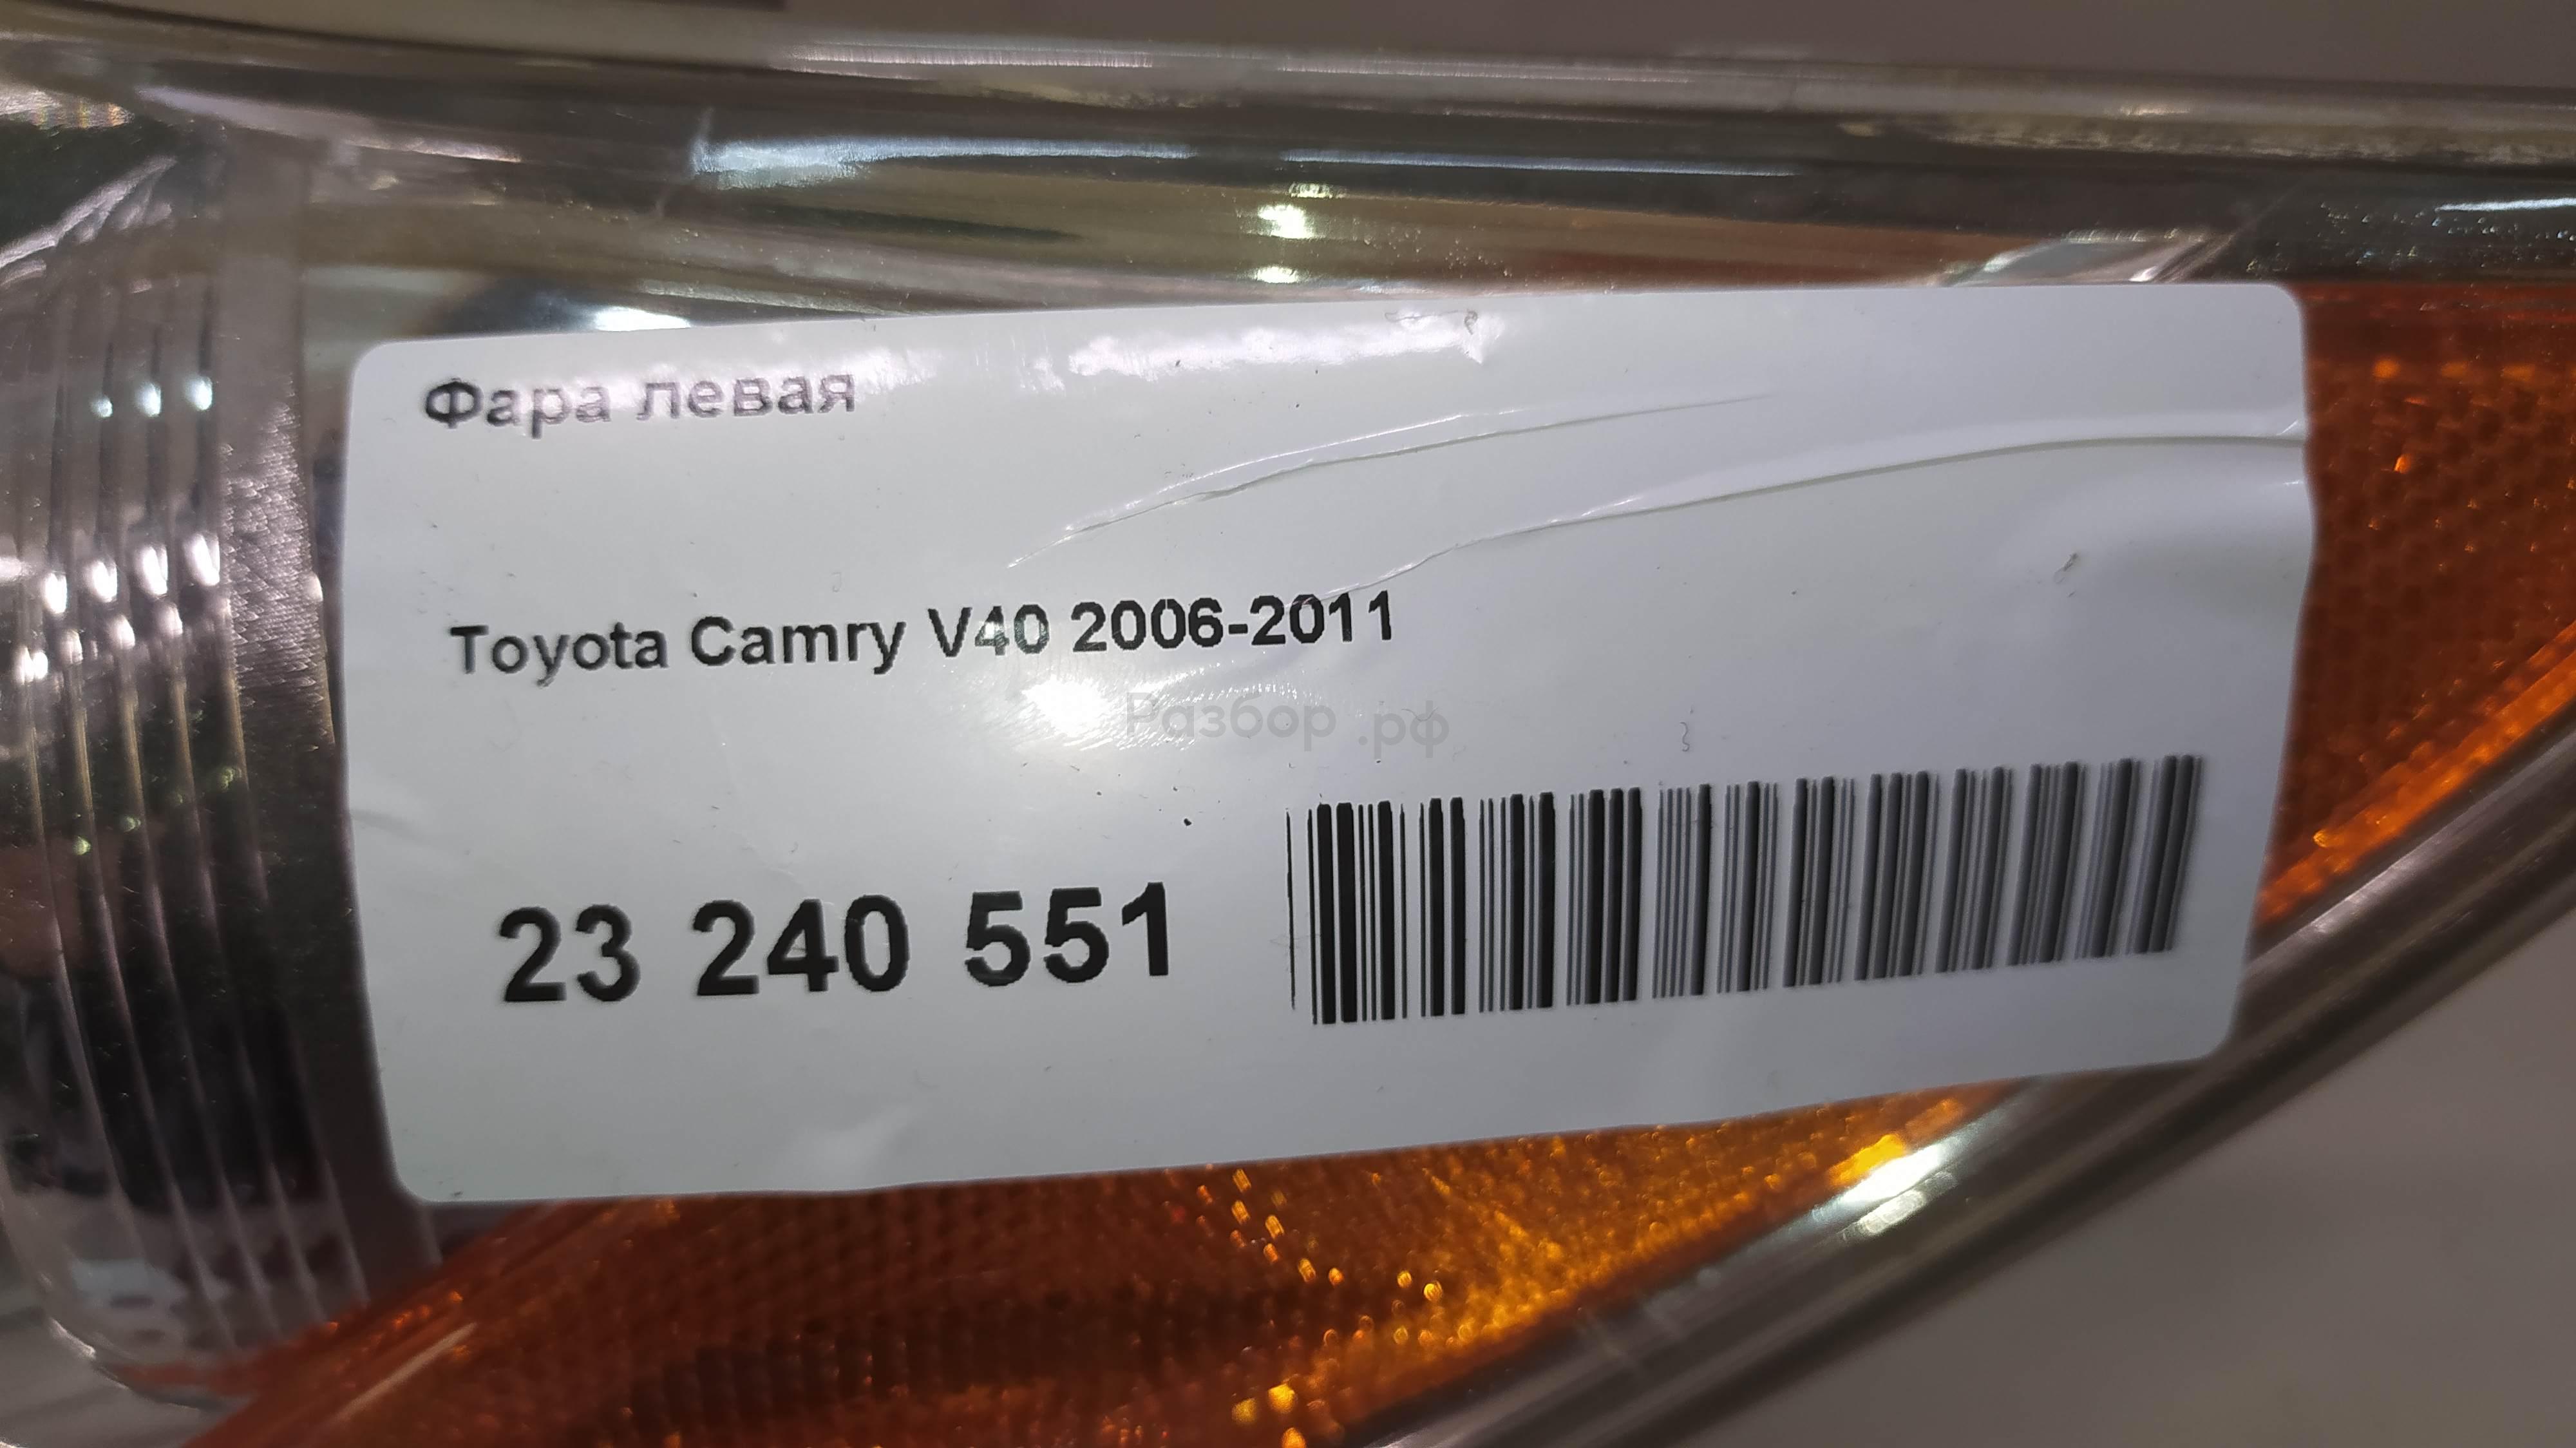 Фара левая
Toyota Camry V40 2006-2011
Разбор.рф
23 240 551